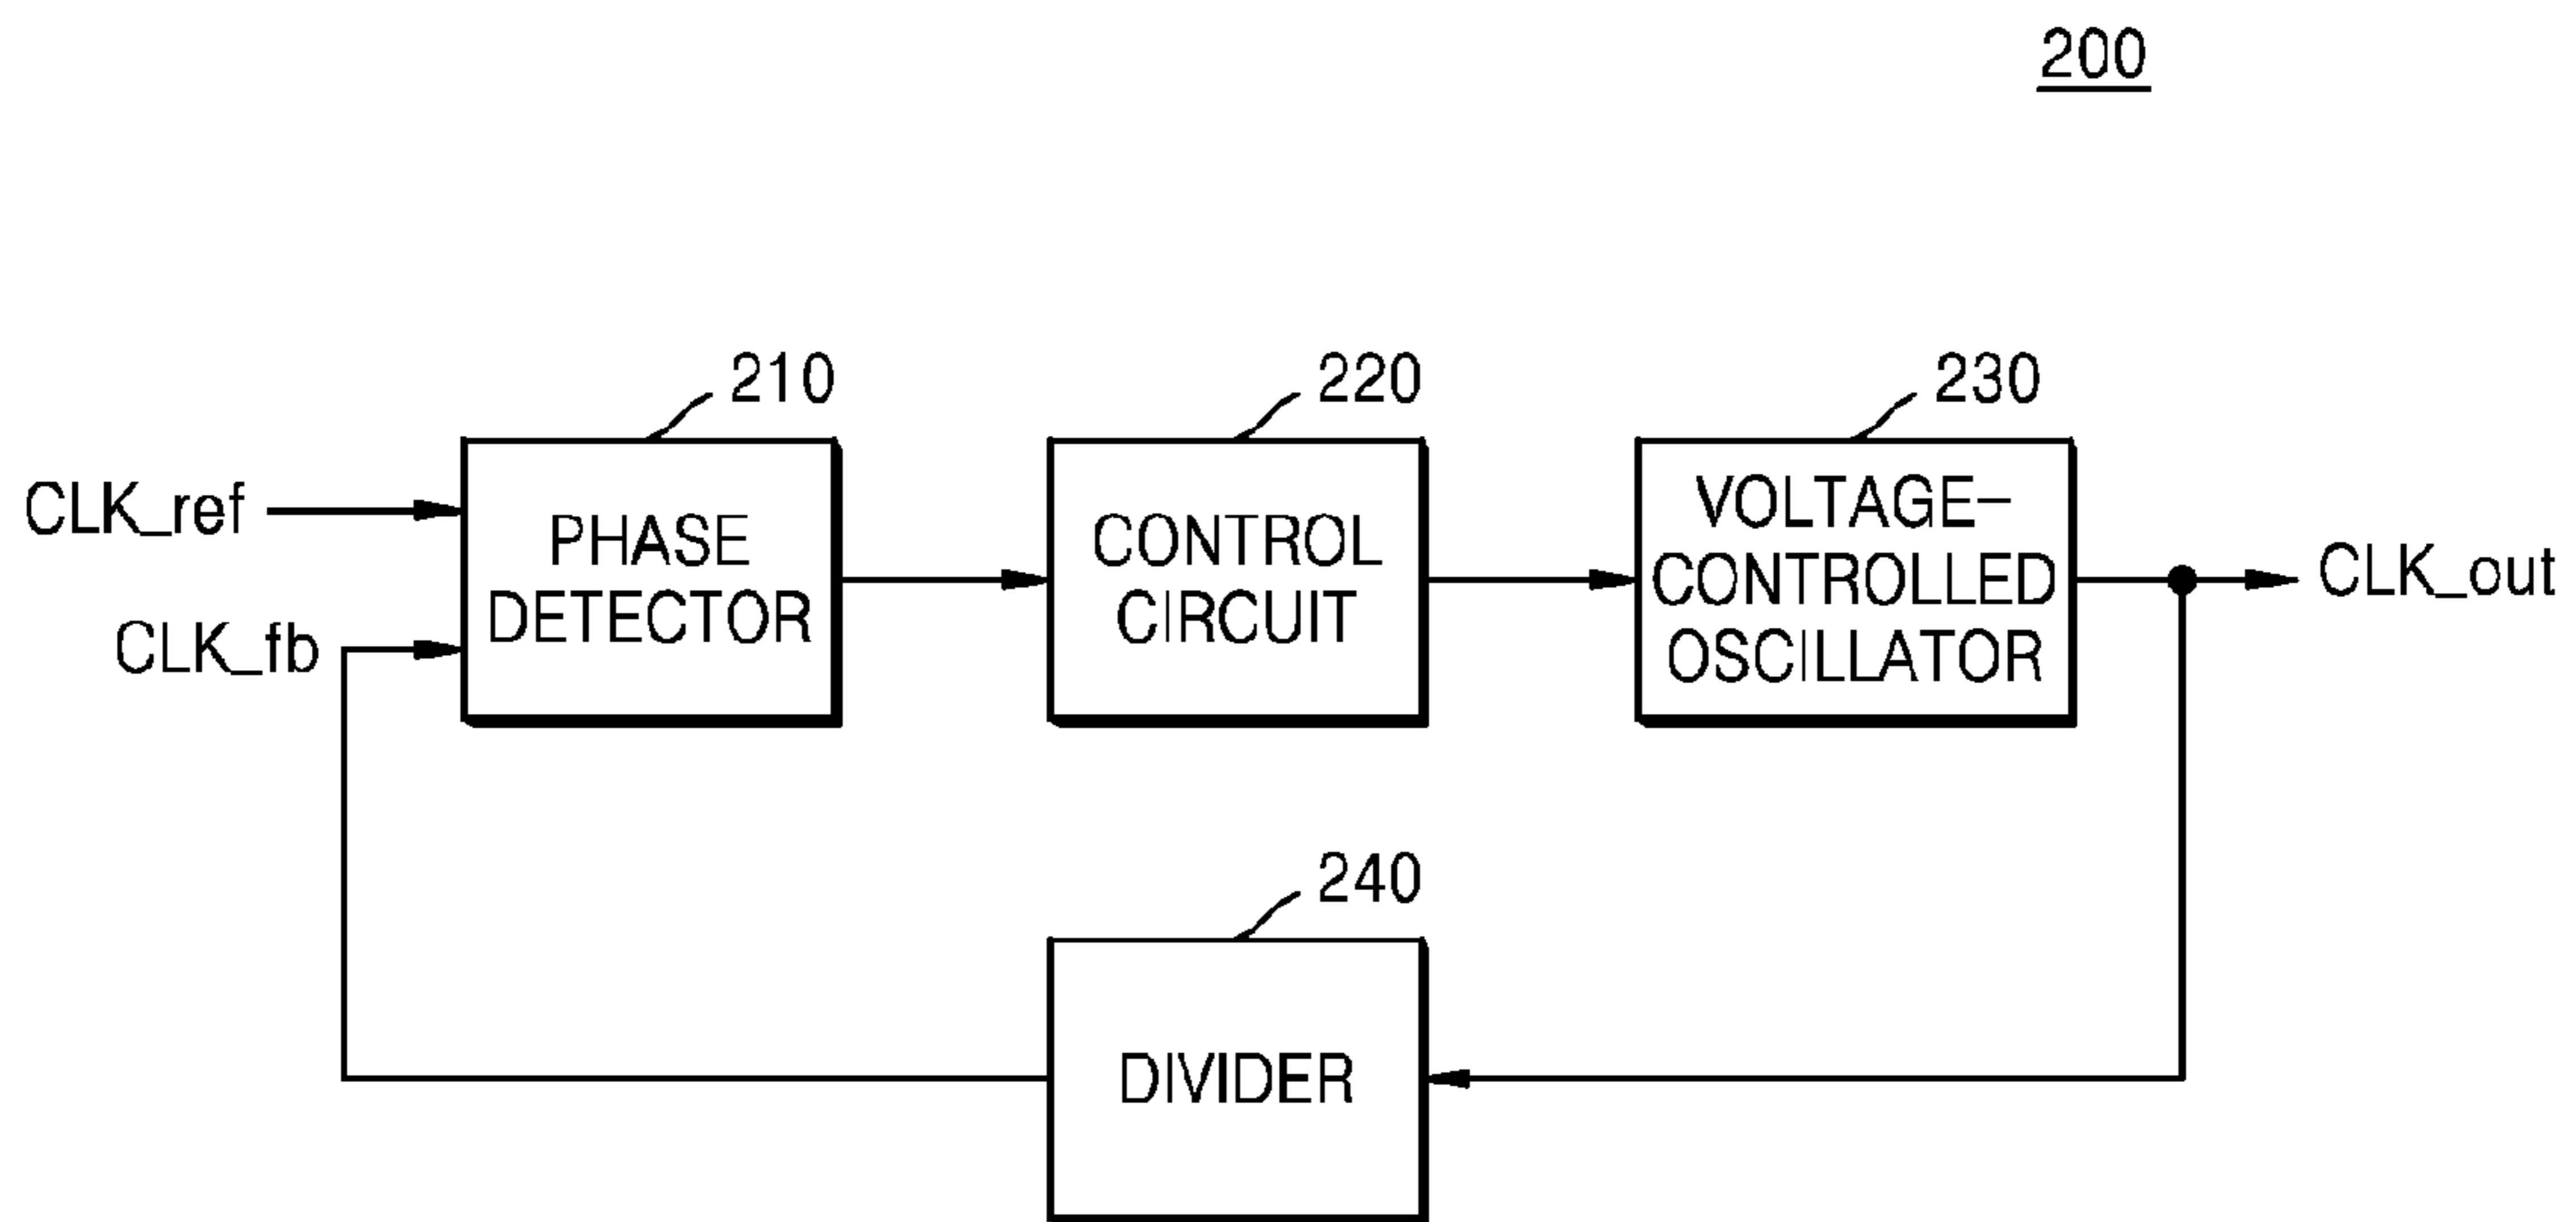 200
210
220
230
CLK_ref
CLK_fb
PHASE
DETECTOR
CONTROL
CIRCUIT
VOLTAGE-
CONTROLLED
OSCILLATOR
CLK_out
240
DIVIDER